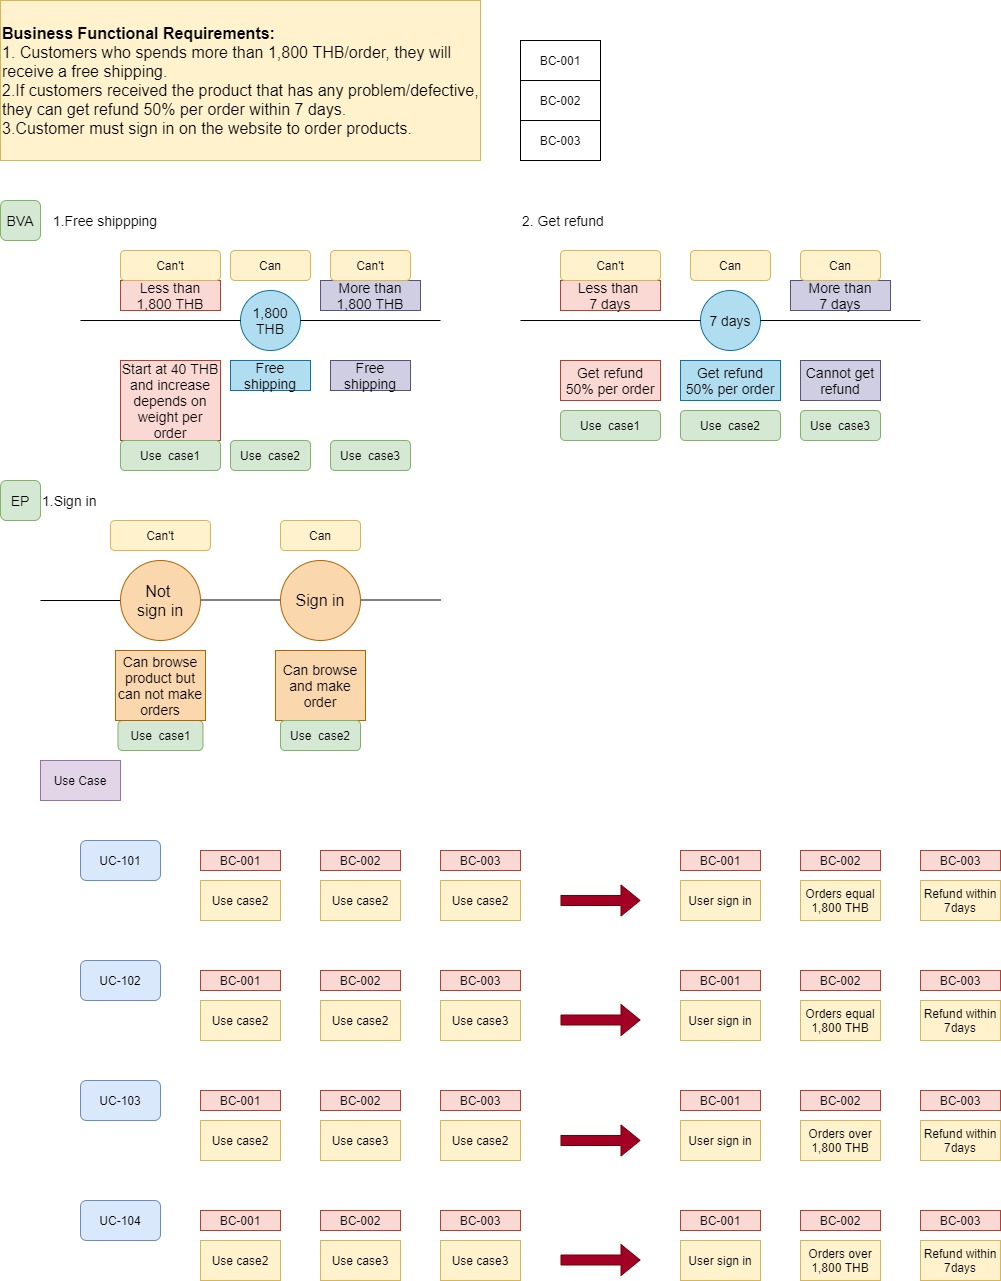 Business Functional Requirements:
1. Customers who spends more than 1,800 THB/order, they will
receive a free shipping.
2.If customers received the product that has any problem/defective,
they can get refund 50% per order within 7 days.
3.Customer must sign in on the website to order products.
BC-001
BC-002
BC-003
BVA
1.Free shippping
Can't
Can
Can't
Less than
1,800 THB
1,800
THB
More than
1,800 THB
Start at 40 THB
and increase
depends on
weight per
order
Free
shipping
Free
shipping
Use case1
Use case2
Use case3
2. Get refund
Can't
Can
Can
Less than
7 days
7 days
More than
7 days
Get refund
50% per order
Get refund
50% per order
Cannot get
refund
Use case1
Use case2
Use case3
EP
1.Sign in
Can't
Can
Not
sign in
Sign in
Can browse
product but
can not make
orders
Can browse
and make
order
Use case1
Use case2
Use Case
UC-101
BC-001
BC-002
BC-003
BC-001
BC-002
BC-003
Use case2
Use case2
Use case2
User sign in
Orders equal
1,800 THB
Refund within
7days
UC-102
BC-001
BC-002
BC-003
BC-001
BC-002
BC-003
Use case2
Use case2
Use case3
User sign in
Orders equal
1,800 THB
Refund within
7days
UC-103
BC-001
BC-002
BC-003
BC-001
BC-002
BC-003
Use case2
Use case3
Use case2
User sign in
Orders over
1,800 THB
Refund within
7days
UC-104
BC-001
BC-002
BC-003
BC-001
BC-002
BC-003
Use case2
Use case3
Use case3
User sign in
Orders over
1,800 THB
Refund within
7days